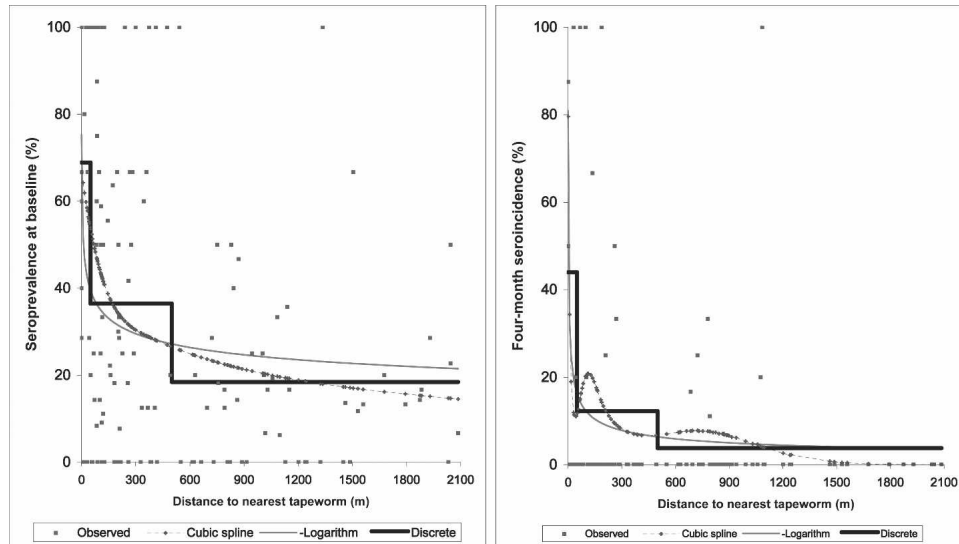 Seroprevalence at baseline (%)
100
80
60
40
20
0
0 300 600 900 1200 1500 1800 2100
Distance to nearest tapeworm (m)
Observed Cubic spline -Logarithm Discrete
Four-month seroincidence (%)
100
80
60
40
20
0
0 300 600 900 1200 1500 1800 2100
Distance to nearest tapeworm (m)
Observed Cubic spline -Logarithm Discrete